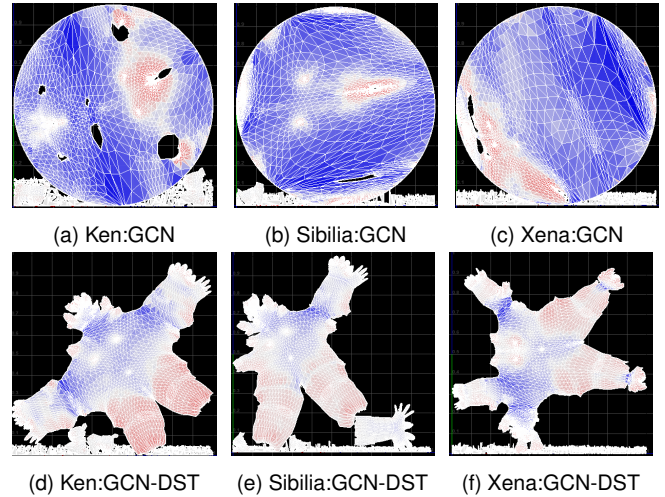 (a) Ken:GCN
(b) Sibilia:GCN
(c) Xena:GCN
(d) Ken:GCN-DST
(e) Sibilia:GCN-DST
(f) Xena:GCN-DST